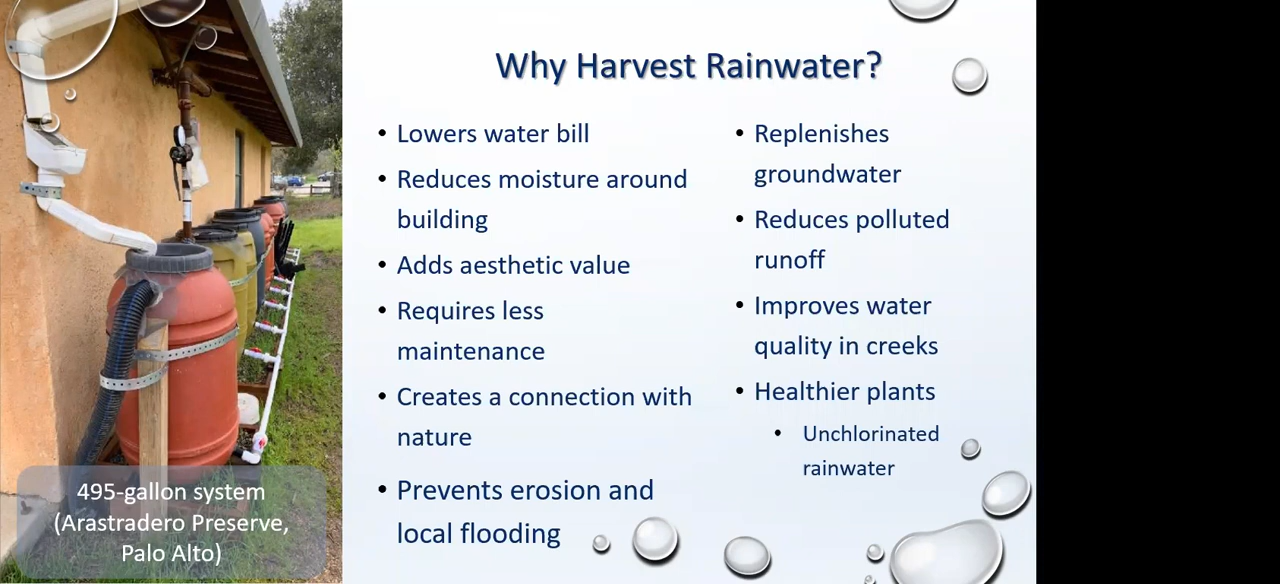 Why Harvest Rainwater?
• Lowers water bill
• Reduces moisture around
building
• Adds aesthetic value
• Requires less
maintenance
• Creates a connection with
nature
• Prevents erosion and
local flooding
• Replenishes
groundwater
• Reduces polluted
runoff
• Improves water
quality in creeks
• Healthier plants
• Unchlorinated
rainwater
495-gallon system
(Arastradero Preserve,
Palo Alto)